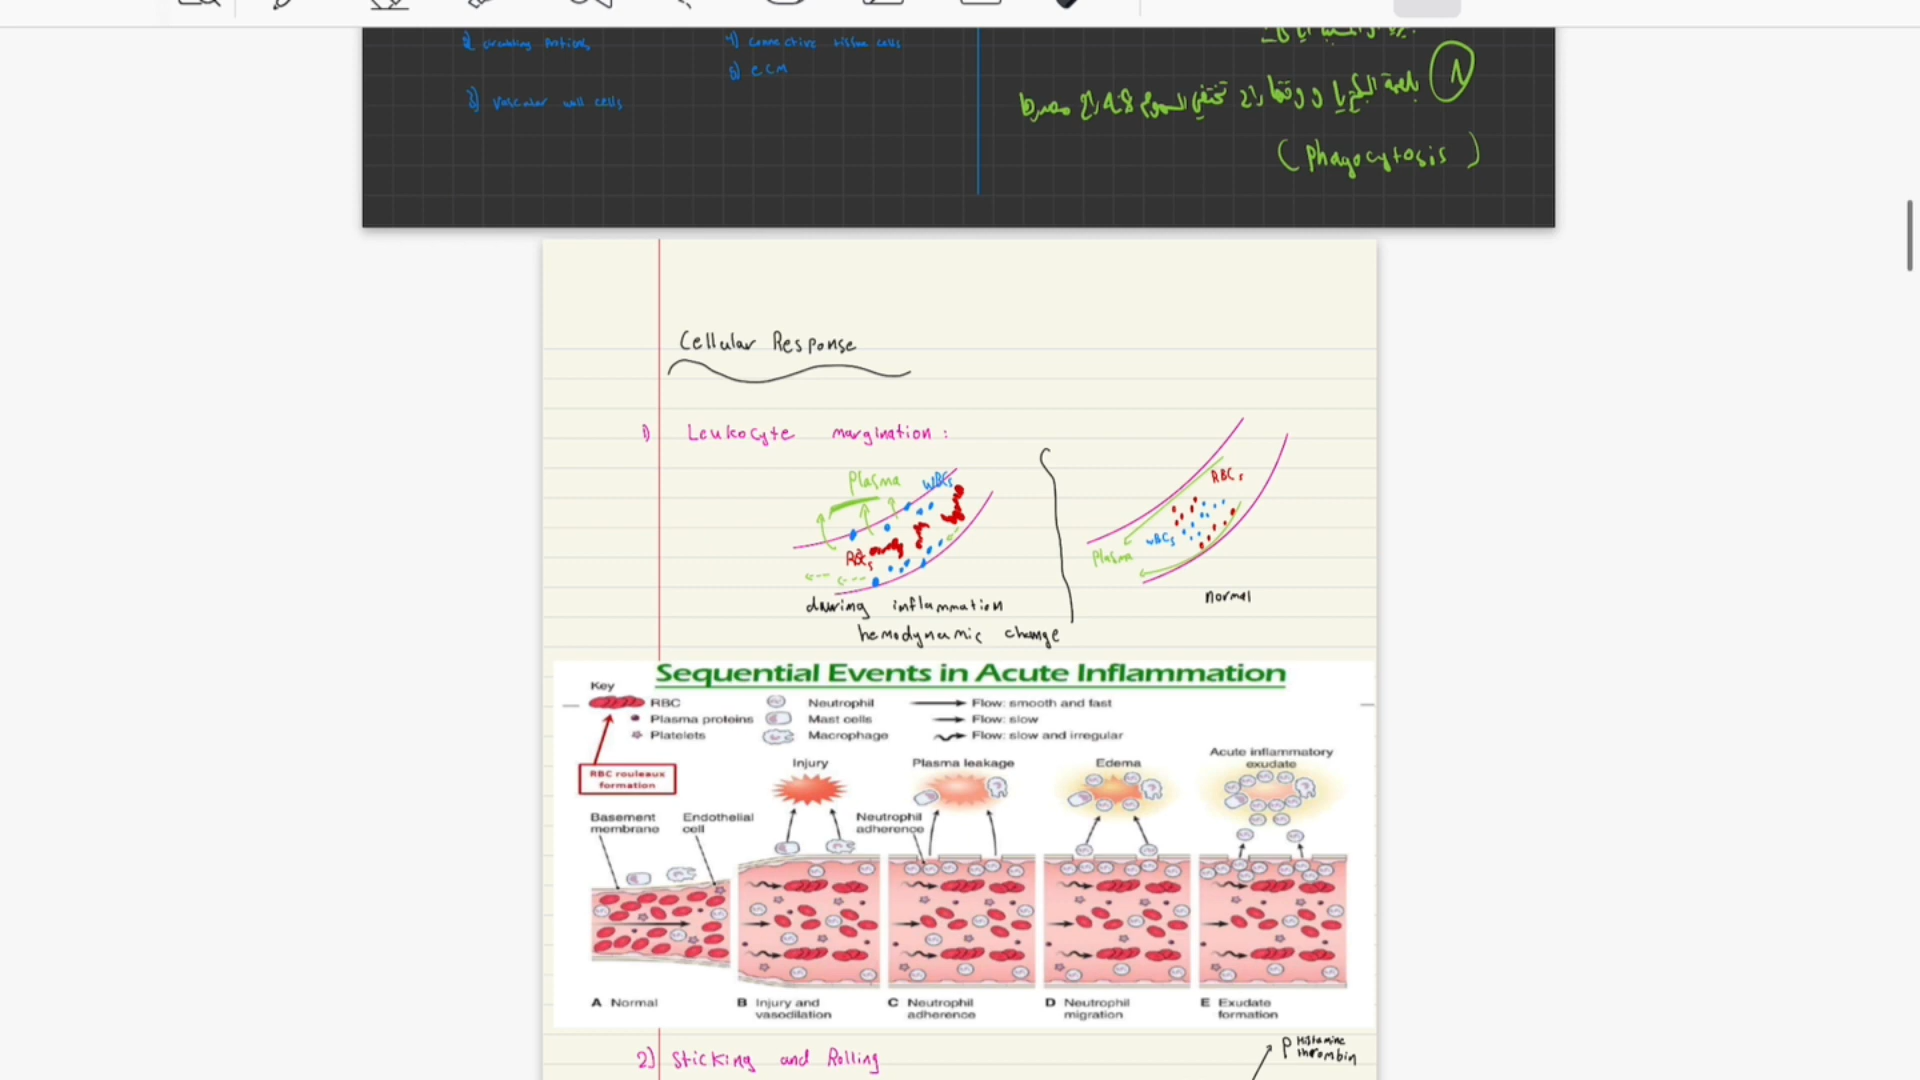 2) circulating Proteins
3) vascular wall cells
4) connective tissue cells
5) ECM
(Phagocytosis)
Cellular Response
1) Leukocyte margination:
Plasma
WBCs
RBCs
during inflammation
hemodynamic change
RBCs
WBCs
Plasma
normal
Sequential Events in Acute Inflammation
Key
RBC
Plasma proteins
Platelets
Neutrophil
Mast cells
Macrophage
Flow: smooth and fast
Flow: slow
Flow: slow and irregular
RBC rouleaux
formation
Injury
Plasma leakage
Edema
Acute inflammatory
exudate
Basement
membrane
Endothelial
cell
Neutrophil
adherence
A Normal
B Injury and
vasodilation
C Neutrophil
adherence
D Neutrophil
migration
E Exudate
formation
2] Sticking and Rolling
P Histamine
thrombin